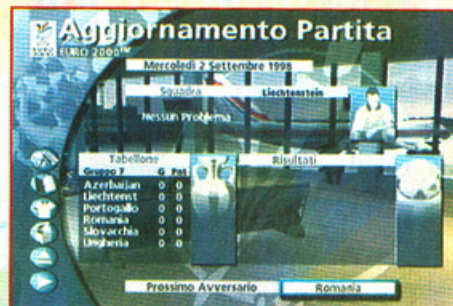 Aggiornamento Partita
EURO 2000™
Mercoledì 2 Settembre 1998
Squadra Liechtenstein
Nessun Problema
Tabellone Risultati
Gruppo 7 G Pnt
Azerbaijan 0 0
Liechtenst 0 0
Portogallo 0 0
Romania 0 0
Slovacchia 0 0
Ungheria 0 0
Prossimo Avversario Romania